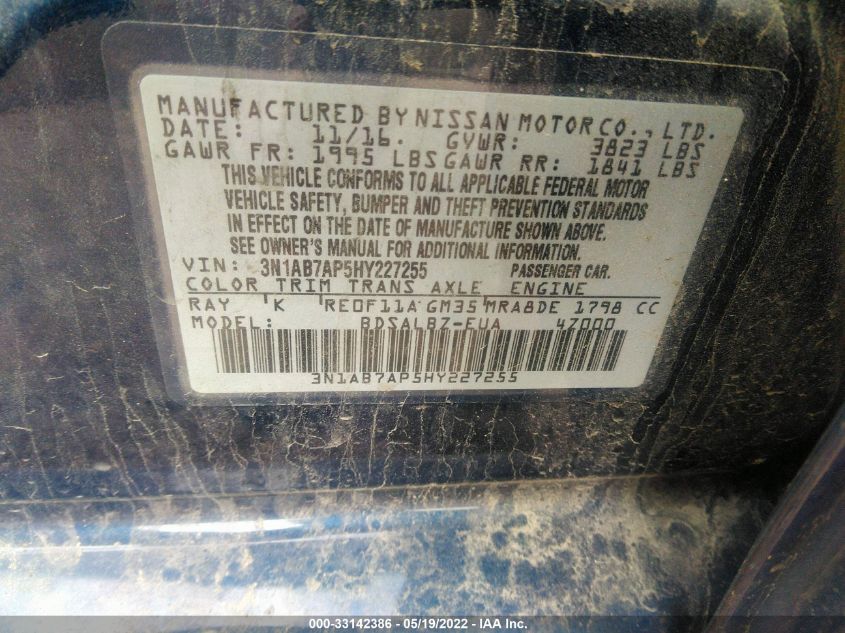 MANUFACTURED BY NISSAN MOTOR CO., LTD.
DATE: 11/16. GVWR: 3823 LBS
GAWR FR: 1995 LBS GAWR RR: 1841 LBS
THIS VEHICLE CONFORMS TO ALL APPLICABLE FEDERAL MOTOR
VEHICLE SAFETY, BUMPER AND THEFT PREVENTION STANDARDS
IN EFFECT ON THE DATE OF MANUFACTURE SHOWN ABOVE.
SEE OWNER'S MANUAL FOR ADDITIONAL INFORMATION.
VIN: 3N1AB7AP5HY227255 PASSENGER CAR.
COLOR TRIM TRANS AXLE ENGINE
RAY K RE0F11A GM35 MRA8DE 1798 CC
MODEL: BDSALBZ-EUA 4Z000
3N1AB7AP5HY227255
000-33142386 - 05/19/2022 - IAA Inc.